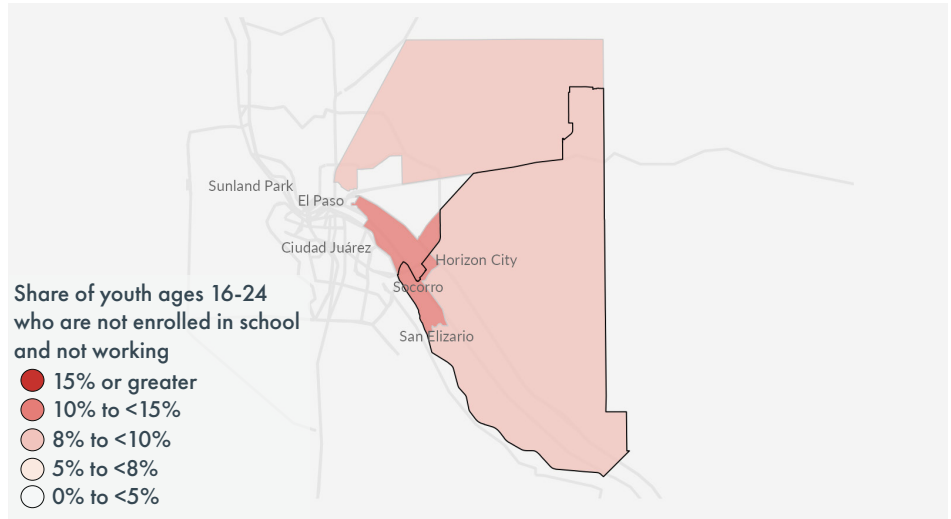 Sunland Park
El Paso
Ciudad Juárez
Horizon City
Socorro
San Elizario
Share of youth ages 16-24
who are not enrolled in school
and not working
15% or greater
10% to <15%
8% to <10%
5% to <8%
0% to <5%